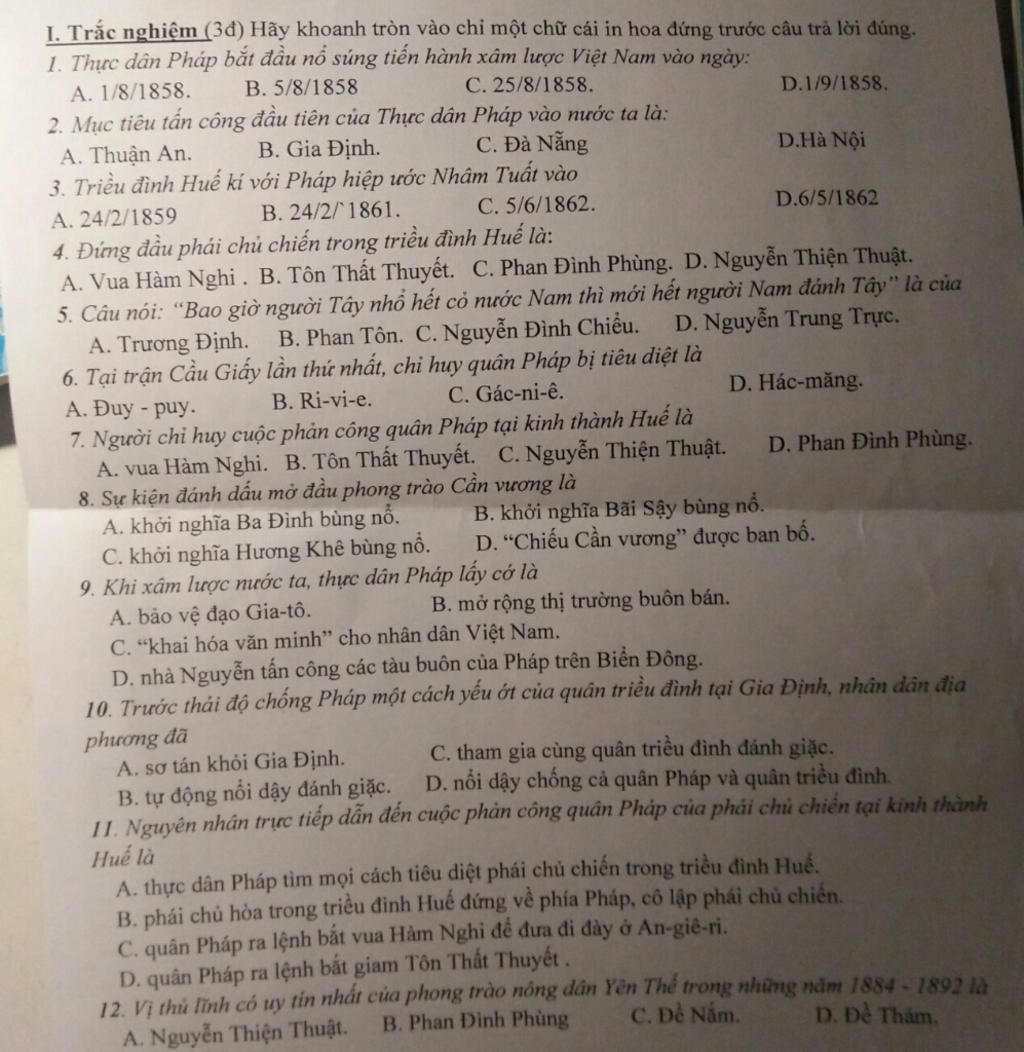 I. Trắc nghiệm (3đ) Hãy khoanh tròn vào chỉ một chữ cái in hoa đứng trước câu trả lời đúng.
1. Thực dân Pháp bắt đầu nổ súng tiến hành xâm lược Việt Nam vào ngày:
A. 1/8/1858. B. 5/8/1858 C. 25/8/1858. D.1/9/1858.
2. Mục tiêu tấn công đầu tiên của Thực dân Pháp vào nước ta là:
A. Thuận An. B. Gia Định. C. Đà Nẵng D.Hà Nội
3. Triều đình Huế kí với Pháp hiệp ước Nhâm Tuất vào
A. 24/2/1859 B. 24/2/`1861. C. 5/6/1862. D.6/5/1862
4. Đứng đầu phái chủ chiến trong triều đình Huế là:
A. Vua Hàm Nghi . B. Tôn Thất Thuyết. C. Phan Đình Phùng. D. Nguyễn Thiện Thuật.
5. Câu nói: “Bao giờ người Tây nhổ hết cỏ nước Nam thì mới hết người Nam đánh Tây” là của
A. Trương Định. B. Phan Tôn. C. Nguyễn Đình Chiểu. D. Nguyễn Trung Trực.
6. Tại trận Cầu Giấy lần thứ nhất, chỉ huy quân Pháp bị tiêu diệt là
A. Đuy - puy. B. Ri-vi-e. C. Gác-ni-ê. D. Hác-măng.
7. Người chỉ huy cuộc phản công quân Pháp tại kinh thành Huế là
A. vua Hàm Nghi. B. Tôn Thất Thuyết. C. Nguyễn Thiện Thuật. D. Phan Đình Phùng.
8. Sự kiện đánh dấu mở đầu phong trào Cần vương là
A. khởi nghĩa Ba Đình bùng nổ. B. khởi nghĩa Bãi Sậy bùng nổ.
C. khởi nghĩa Hương Khê bùng nổ. D. “Chiếu Cần vương” được ban bố.
9. Khi xâm lược nước ta, thực dân Pháp lấy cớ là
A. bảo vệ đạo Gia-tô. B. mở rộng thị trường buôn bán.
C. “khai hóa văn minh” cho nhân dân Việt Nam.
D. nhà Nguyễn tấn công các tàu buôn của Pháp trên Biển Đông.
10. Trước thái độ chống Pháp một cách yếu ớt của quân triều đình tại Gia Định, nhân dân địa
phương đã
A. sơ tán khỏi Gia Định. C. tham gia cùng quân triều đình đánh giặc.
B. tự động nổi dậy đánh giặc. D. nổi dậy chống cả quân Pháp và quân triều đình.
11. Nguyên nhân trực tiếp dẫn đến cuộc phản công quân Pháp của phái chủ chiến tại kinh thành
Huế là
A. thực dân Pháp tìm mọi cách tiêu diệt phái chủ chiến trong triều đình Huế.
B. phái chủ hòa trong triều đình Huế đứng về phía Pháp, cô lập phái chủ chiến.
C. quân Pháp ra lệnh bắt vua Hàm Nghi để đưa đi đày ở An-giê-ri.
D. quân Pháp ra lệnh bắt giam Tôn Thất Thuyết .
12. Vị thủ lĩnh có uy tín nhất của phong trào nông dân Yên Thế trong những năm 1884 - 1892 là
A. Nguyễn Thiện Thuật. B. Phan Đình Phùng C. Đề Nắm. D. Đề Thám.